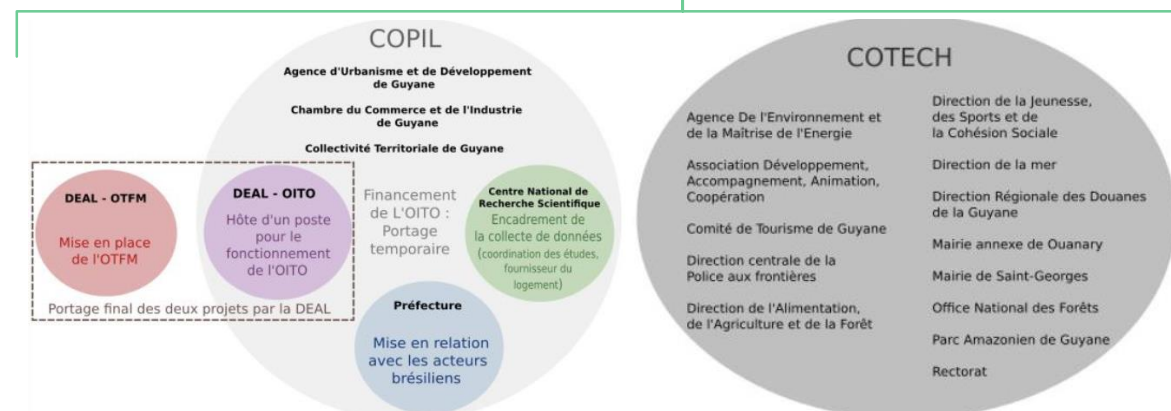 COPIL
Agence d'Urbanisme et de Développement
de Guyane
Chambre du Commerce et de l'Industrie
de Guyane
Collectivité Territoriale de Guyane
DEAL - OTFM
Mise en place
de l'OTFM
DEAL - OITO
Hôte d'un poste
pour le
fonctionnement
de l'OITO
Portage final des deux projets par la DEAL
Financement
de L'OITO :
Portage
temporaire
Centre National de
Recherche Scientifique
Encadrement de
la collecte de données
(coordination des études,
fournisseur du
logement)
Préfecture
Mise en relation
avec les acteurs
brésiliens
COTECH
Agence De l'Environnement et
de la Maîtrise de l'Energie
Association Développement,
Accompagnement, Animation,
Coopération
Comité de Tourisme de Guyane
Direction centrale de la
Police aux frontières
Direction de l'Alimentation,
de l'Agriculture et de la Forêt
Direction de la Jeunesse,
des Sports et de
la Cohésion Sociale
Direction de la mer
Direction Régionale des Douanes
de la Guyane
Mairie annexe de Ouanary
Mairie de Saint-Georges
Office National des Forêts
Parc Amazonien de Guyane
Rectorat